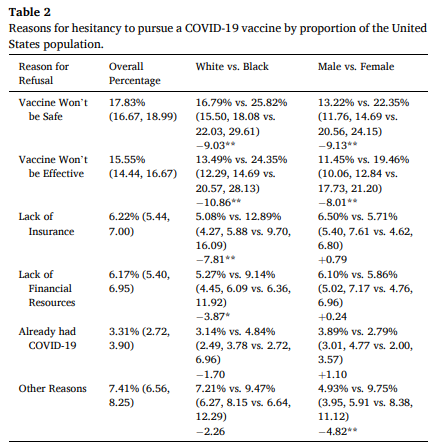 Table 2
Reasons for hesitancy to pursue a COVID-19 vaccine by proportion of the United
States population.
Reason for Refusal | Overall Percentage | White vs. Black | Male vs. Female
Vaccine Won't be Safe | 17.83% (16.67, 18.99) | 16.79% vs. 25.82% (15.50, 18.08 vs. 22.03, 29.61) −9.03** | 13.22% vs. 22.35% (11.76, 14.69 vs. 20.56, 24.15) −9.13**
Vaccine Won't be Effective | 15.55% (14.44, 16.67) | 13.49% vs. 24.35% (12.29, 14.69 vs. 20.57, 28.13) −10.86** | 11.45% vs. 19.46% (10.06, 12.84 vs. 17.73, 21.20) −8.01**
Lack of Insurance | 6.22% (5.44, 7.00) | 5.08% vs. 12.89% (4.27, 5.88 vs. 9.70, 16.09) −7.81** | 6.50% vs. 5.71% (5.40, 7.61 vs. 4.62, 6.80) +0.79
Lack of Financial Resources | 6.17% (5.40, 6.95) | 5.27% vs. 9.14% (4.45, 6.09 vs. 6.36, 11.92) −3.87* | 6.10% vs. 5.86% (5.02, 7.17 vs. 4.76, 6.96) +0.24
Already had COVID-19 | 3.31% (2.72, 3.90) | 3.14% vs. 4.84% (2.49, 3.78 vs. 2.72, 6.96) −1.70 | 3.89% vs. 2.79% (3.01, 4.77 vs. 2.00, 3.57) +1.10
Other Reasons | 7.41% (6.56, 8.25) | 7.21% vs. 9.47% (6.27, 8.15 vs. 6.64, 12.29) −2.26 | 4.93% vs. 9.75% (3.95, 5.91 vs. 8.38, 11.12) −4.82**